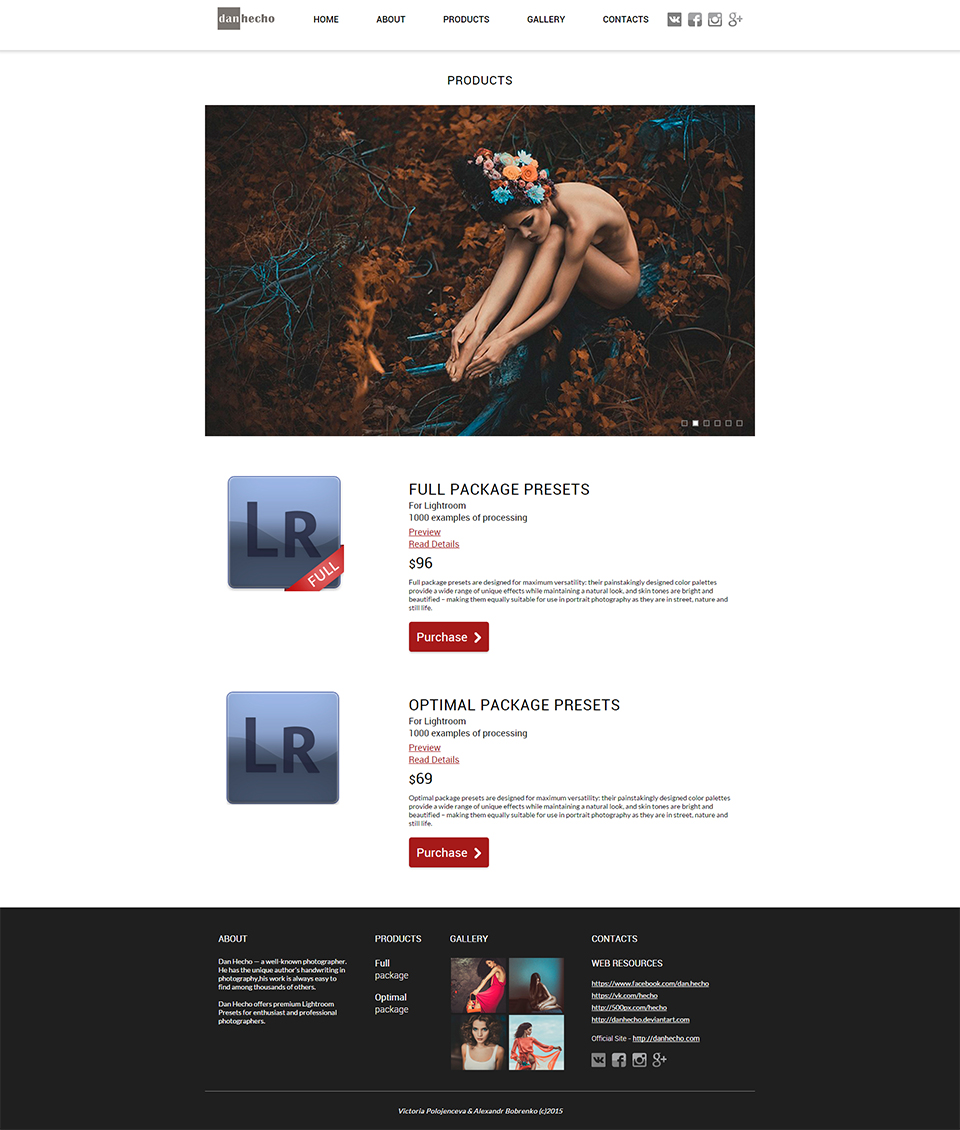 danhecho
HOME ABOUT PRODUCTS GALLERY CONTACTS
PRODUCTS
LR
FULL
FULL PACKAGE PRESETS
For Lightroom
1000 examples of processing
Preview
Read Details
$96
Full package presets are designed for maximum versatility: their painstakingly designed color palettes
provide a wide range of unique effects while maintaining a natural look, and skin tones are bright and
beautified – making them equally suitable for use in portrait photography as they are in street, nature and
still life.
Purchase
LR
OPTIMAL PACKAGE PRESETS
For Lightroom
1000 examples of processing
Preview
Read Details
$69
Optimal package presets are designed for maximum versatility: their painstakingly designed color palettes
provide a wide range of unique effects while maintaining a natural look, and skin tones are bright and
beautified – making them equally suitable for use in portrait photography as they are in street, nature and
still life.
Purchase
ABOUT
Dan Hecho — a well-known photographer.
He has the unique author's handwriting in
photography,his work is always easy to
find among thousands of others.
Dan Hecho offers premium Lightroom
Presets for enthusiast and professional
photographers.
PRODUCTS
Full
package
Optimal
package
GALLERY
CONTACTS
WEB RESOURCES
https://www.facebook.com/dan.hecho
https://vk.com/hecho
http://500px.com/hecho
http://danhecho.deviantart.com
Official Site - http://danhecho.com
Victoria Polojenceva & Alexandr Bobrenko (c)2015